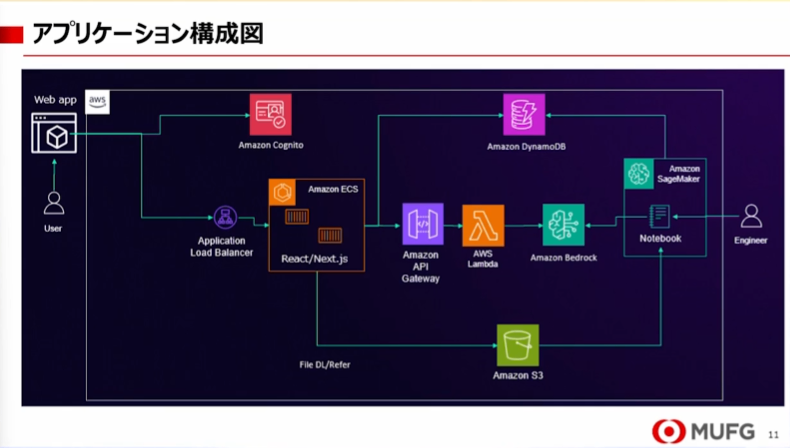 アプリケーション構成図
Web app
aws
Amazon Cognito
Amazon DynamoDB
Amazon
SageMaker
Amazon ECS
User
Application
Load Balancer
React/Next.js
Amazon
API
Gateway
AWS
Lambda
Amazon Bedrock
Notebook
Engineer
File DL/Refer
Amazon S3
MUFG
11